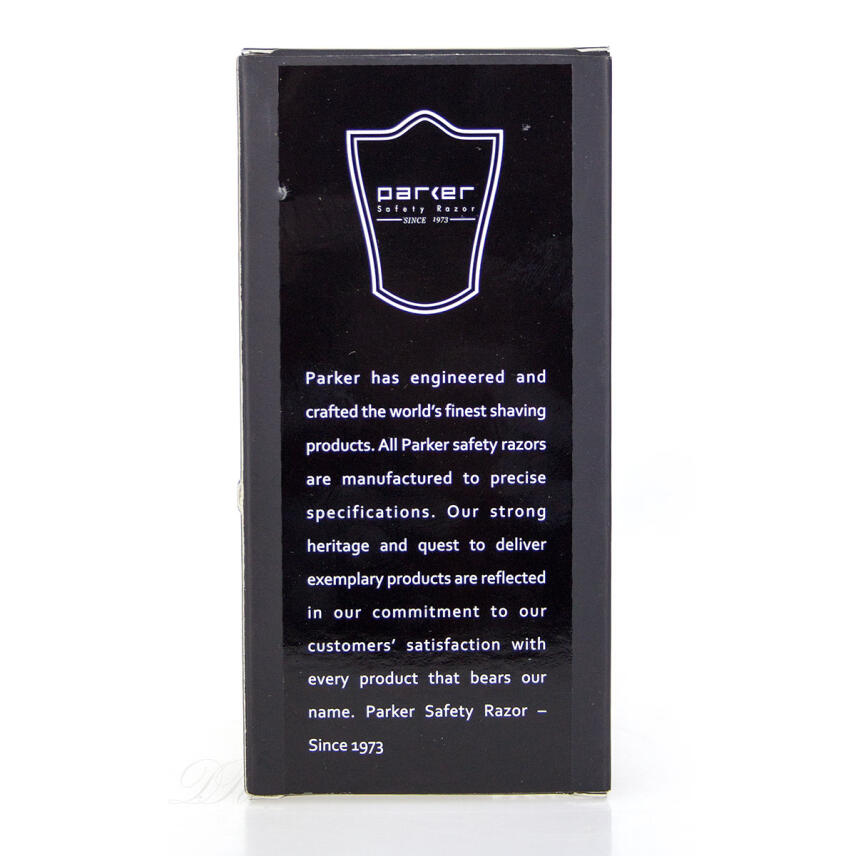 parker
Safety Razor
SINCE 1973
Parker has engineered and
crafted the world's finest shaving
products. All Parker safety razors
are manufactured to precise
specifications. Our strong
heritage and quest to deliver
exemplary products are reflected
in our commitment to our
customers' satisfaction with
every product that bears our
name. Parker Safety Razor –
Since 1973